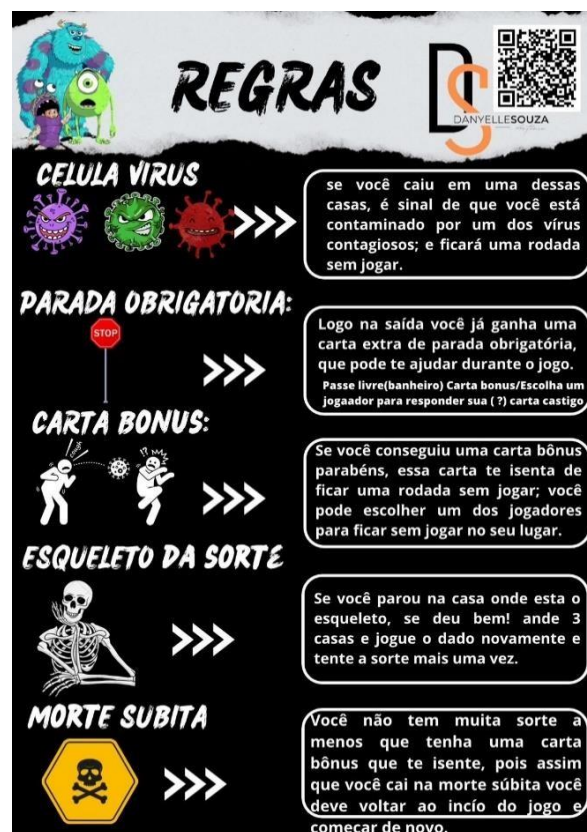 REGRAS
DS
DANYELLESOUZA
CELULA VIRUS
se você caiu em uma dessas
casas, é sinal de que você está
contaminado por um dos vírus
contagiosos; e ficará uma rodada
sem jogar.
PARADA OBRIGATORIA:
STOP
Logo na saída você já ganha uma
carta extra de parada obrigatória,
que pode te ajudar durante o jogo.
Passe livre(banheiro) Carta bonus/Escolha um
jogaador para responder sua ( ?) carta castigo
CARTA BONUS:
Se você conseguiu uma carta bônus
parabéns, essa carta te isenta de
ficar uma rodada sem jogar; você
pode escolher um dos jogadores
para ficar sem jogar no seu lugar.
ESQUELETO DA SORTE
Se você parou na casa onde esta o
esqueleto, se deu bem! ande 3
casas e jogue o dado novamente e
tente a sorte mais uma vez.
MORTE SUBITA
Você não tem muita sorte a
menos que tenha uma carta
bônus que te isente, pois assim
que você cai na morte súbita você
deve voltar ao incío do jogo e
começar de novo.